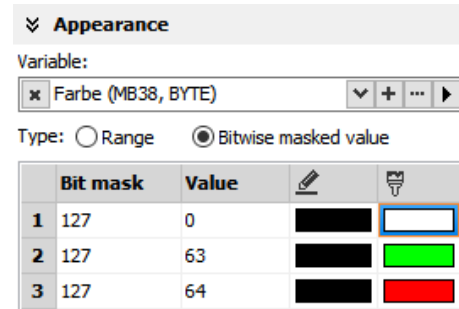 Appearance
Variable:
Farbe (MB38, BYTE)
Type: Range Bitwise masked value
Bit mask Value
1 127 0
2 127 63
3 127 64